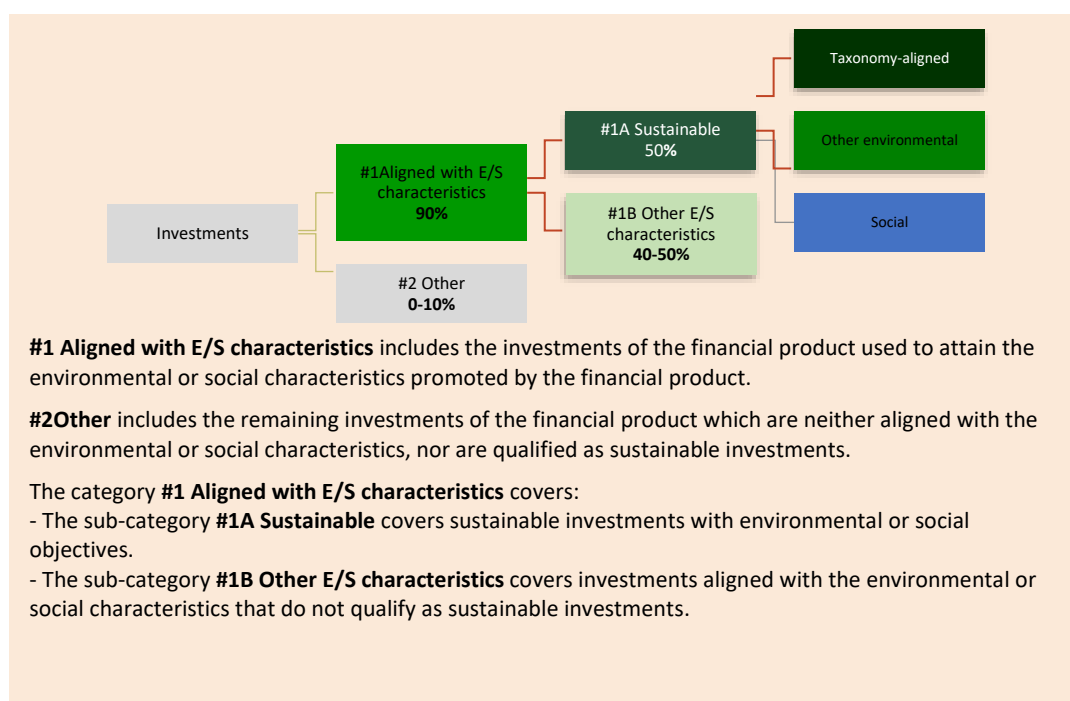 Taxonomy-aligned
#1A Sustainable
50%
Other environmental
#1Aligned with E/S
characteristics
90%
#1B Other E/S
characteristics
40-50%
Social
Investments
#2 Other
0-10%
#1 Aligned with E/S characteristics includes the investments of the financial product used to attain the
environmental or social characteristics promoted by the financial product.
#2Other includes the remaining investments of the financial product which are neither aligned with the
environmental or social characteristics, nor are qualified as sustainable investments.
The category #1 Aligned with E/S characteristics covers:
- The sub-category #1A Sustainable covers sustainable investments with environmental or social
objectives.
- The sub-category #1B Other E/S characteristics covers investments aligned with the environmental or
social characteristics that do not qualify as sustainable investments.